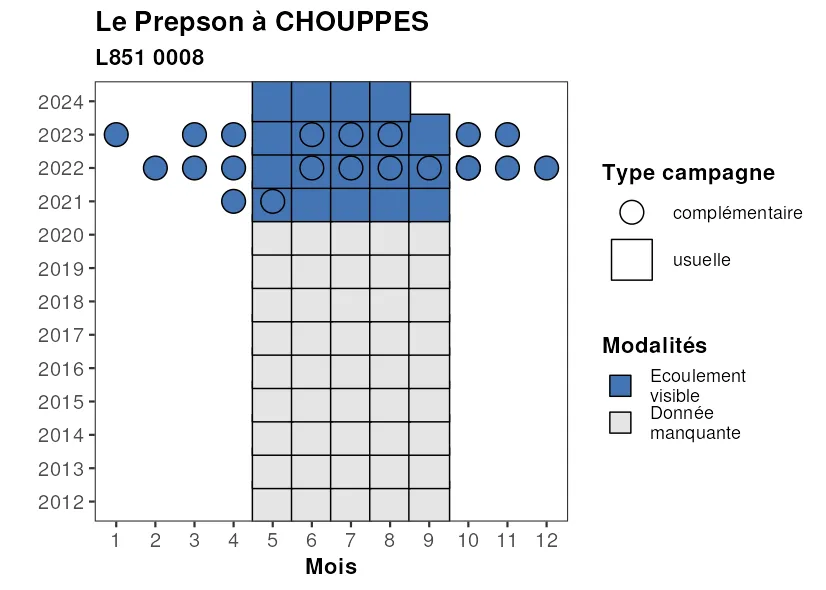 Le Prepson à CHOUPPES
L851 0008
2024
2023
2022
2021
2020
2019
2018
2017
2016
2015
2014
2013
2012
1 2 3 4 5 6 7 8 9 10 11 12
Mois
Type campagne
complémentaire
usuelle
Modalités
Ecoulement
visible
Donnée
manquante